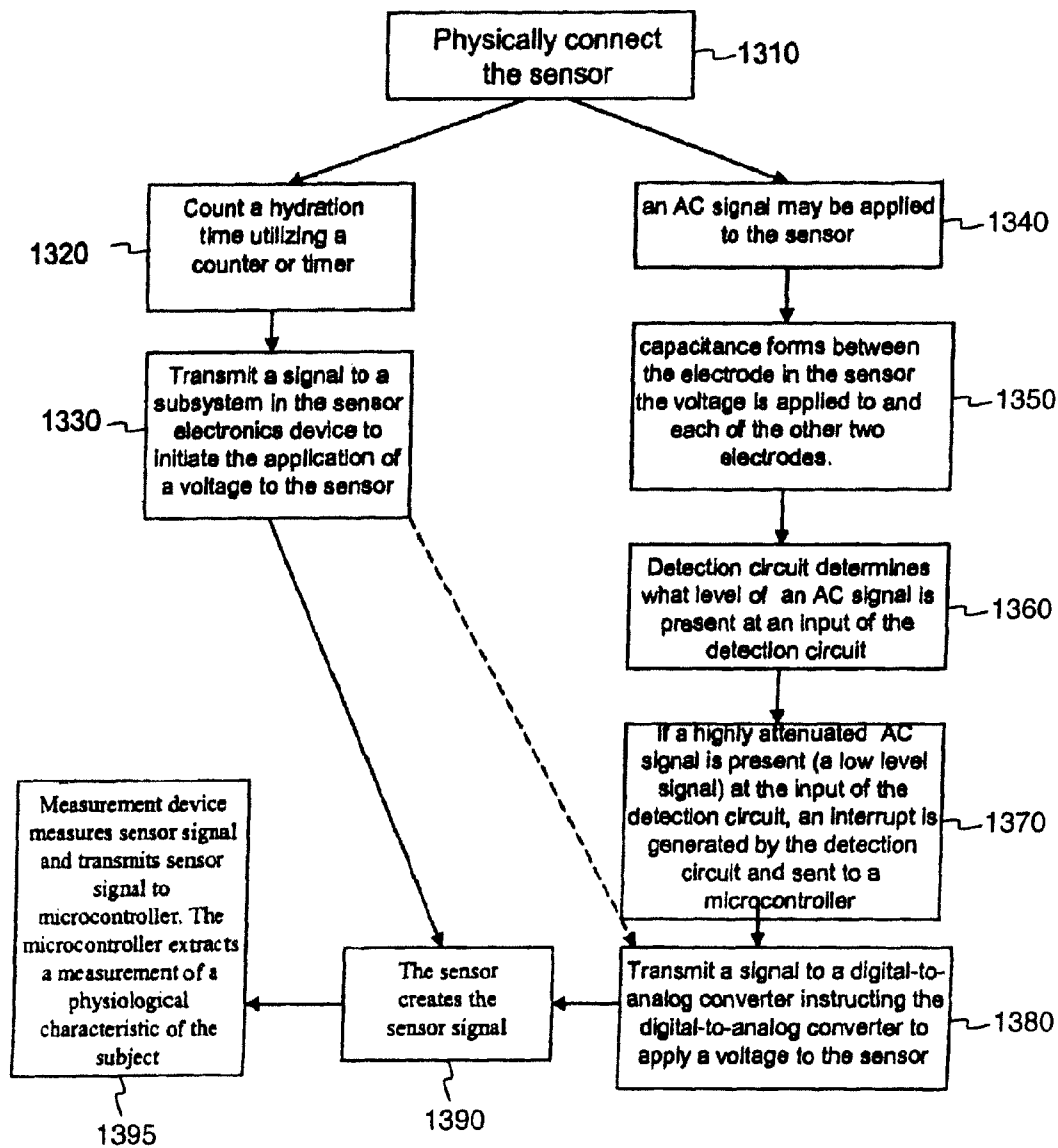 Physically connect
the sensor
1310
Count a hydration
time utilizing a
counter or timer
1320
Transmit a signal to a
subsystem in the sensor
electronics device to
initiate the application of
a voltage to the sensor
1330
an AC signal may be applied
to the sensor
1340
capacitance forms between
the electrode in the sensor
the voltage is applied to and
each of the other two
electrodes.
1350
Detection circuit determines
what level of an AC signal is
present at an input of the
detection circuit
1360
If a highly attenuated AC
signal is present (a low level
signal) at the input of the
detection circuit, an interrupt is
generated by the detection
circuit and sent to a
microcontroller
1370
Transmit a signal to a digital-to-
analog converter instructing the
digital-to-analog converter to
apply a voltage to the sensor
1380
The sensor
creates the
sensor signal
1390
Measurement device
measures sensor signal
and transmits sensor
signal to
microcontroller. The
microcontroller extracts
a measurement of a
physiological
characteristic of the
subject
1395